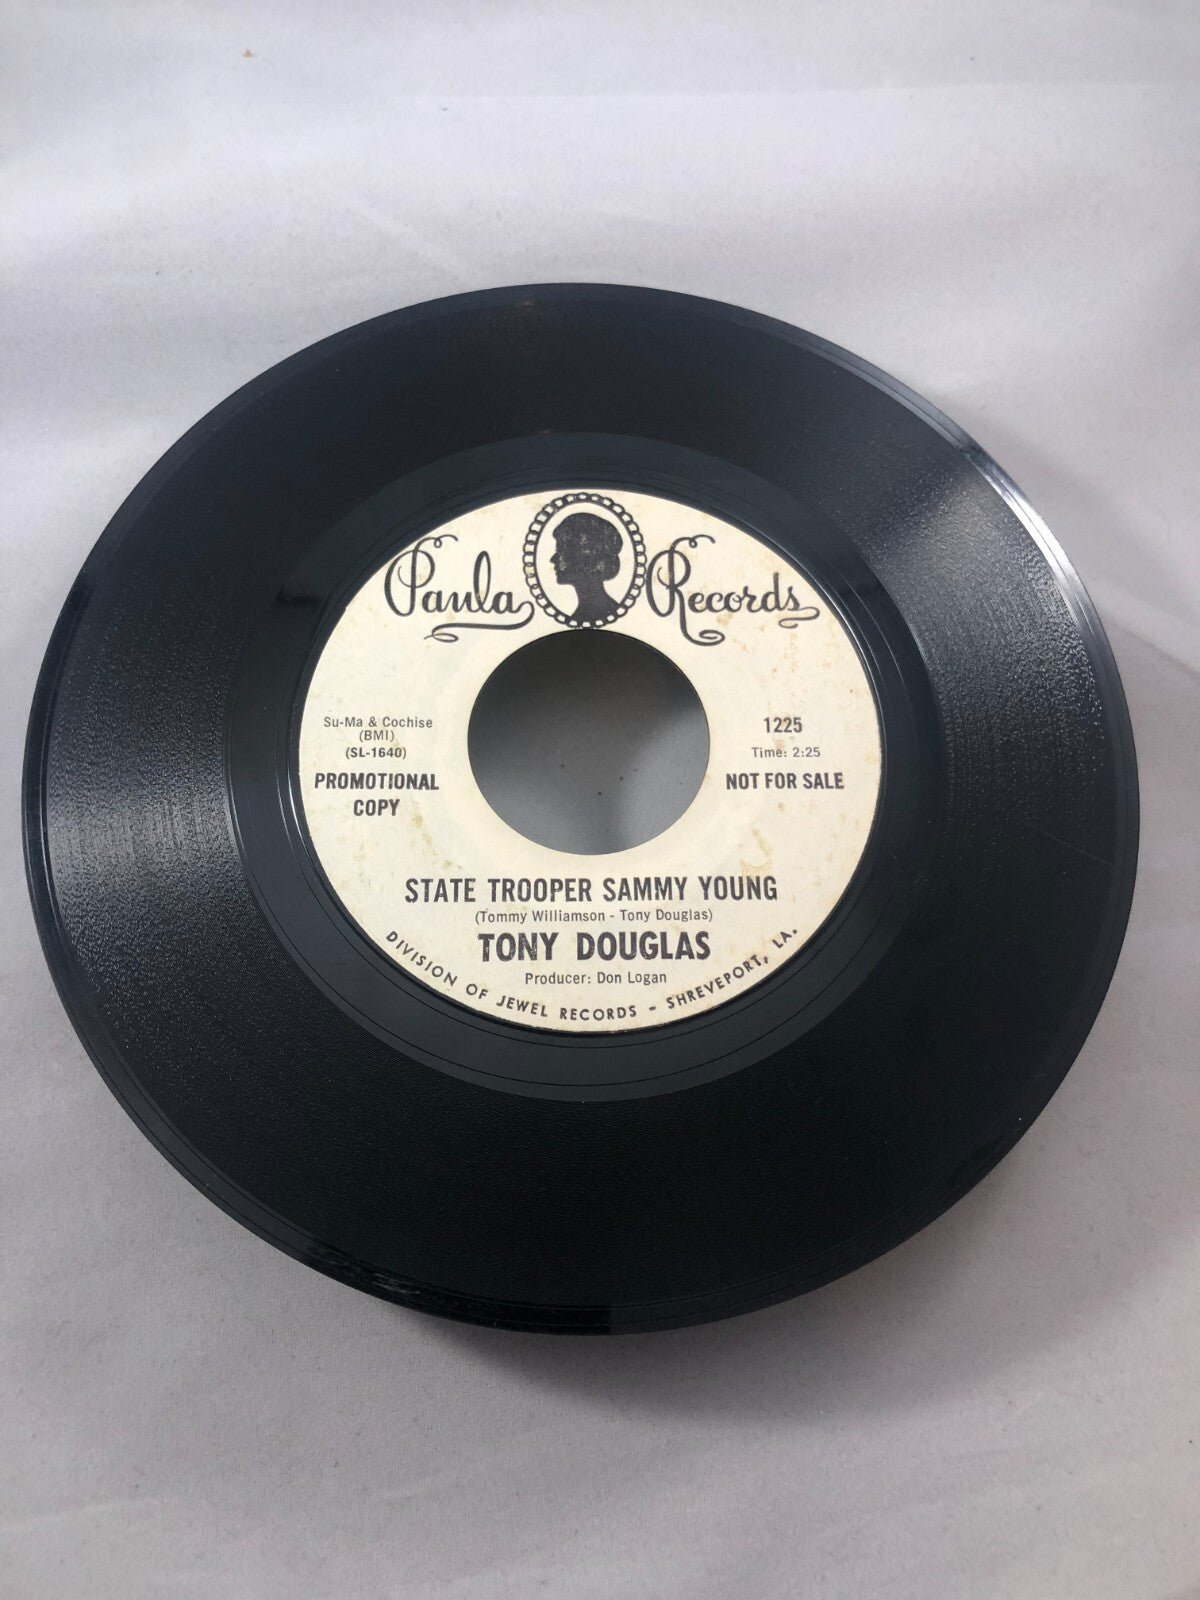 Paula Records
Su-Ma & Cochise
(BMI)
(SL-1640)
PROMOTIONAL
COPY
1225
Time: 2:25
NOT FOR SALE
STATE TROOPER SAMMY YOUNG
(Tommy Williamson - Tony Douglas)
TONY DOUGLAS
Producer: Don Logan
DIVISION OF JEWEL RECORDS - SHREVEPORT, LA.